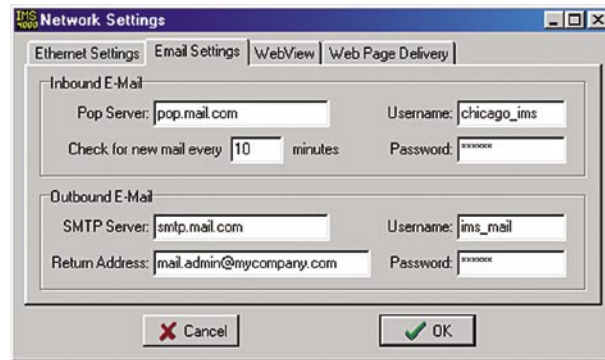 IMS 4000 Network Settings
Ethernet Settings Email Settings WebView Web Page Delivery
Inbound E-Mail
Pop Server: pop.mail.com Username: chicago_ims
Check for new mail every 10 minutes Password: ******
Outbound E-Mail
SMTP Server: smtp.mail.com Username: ims_mail
Return Address: mail.admin@mycompany.com Password: ******
Cancel OK